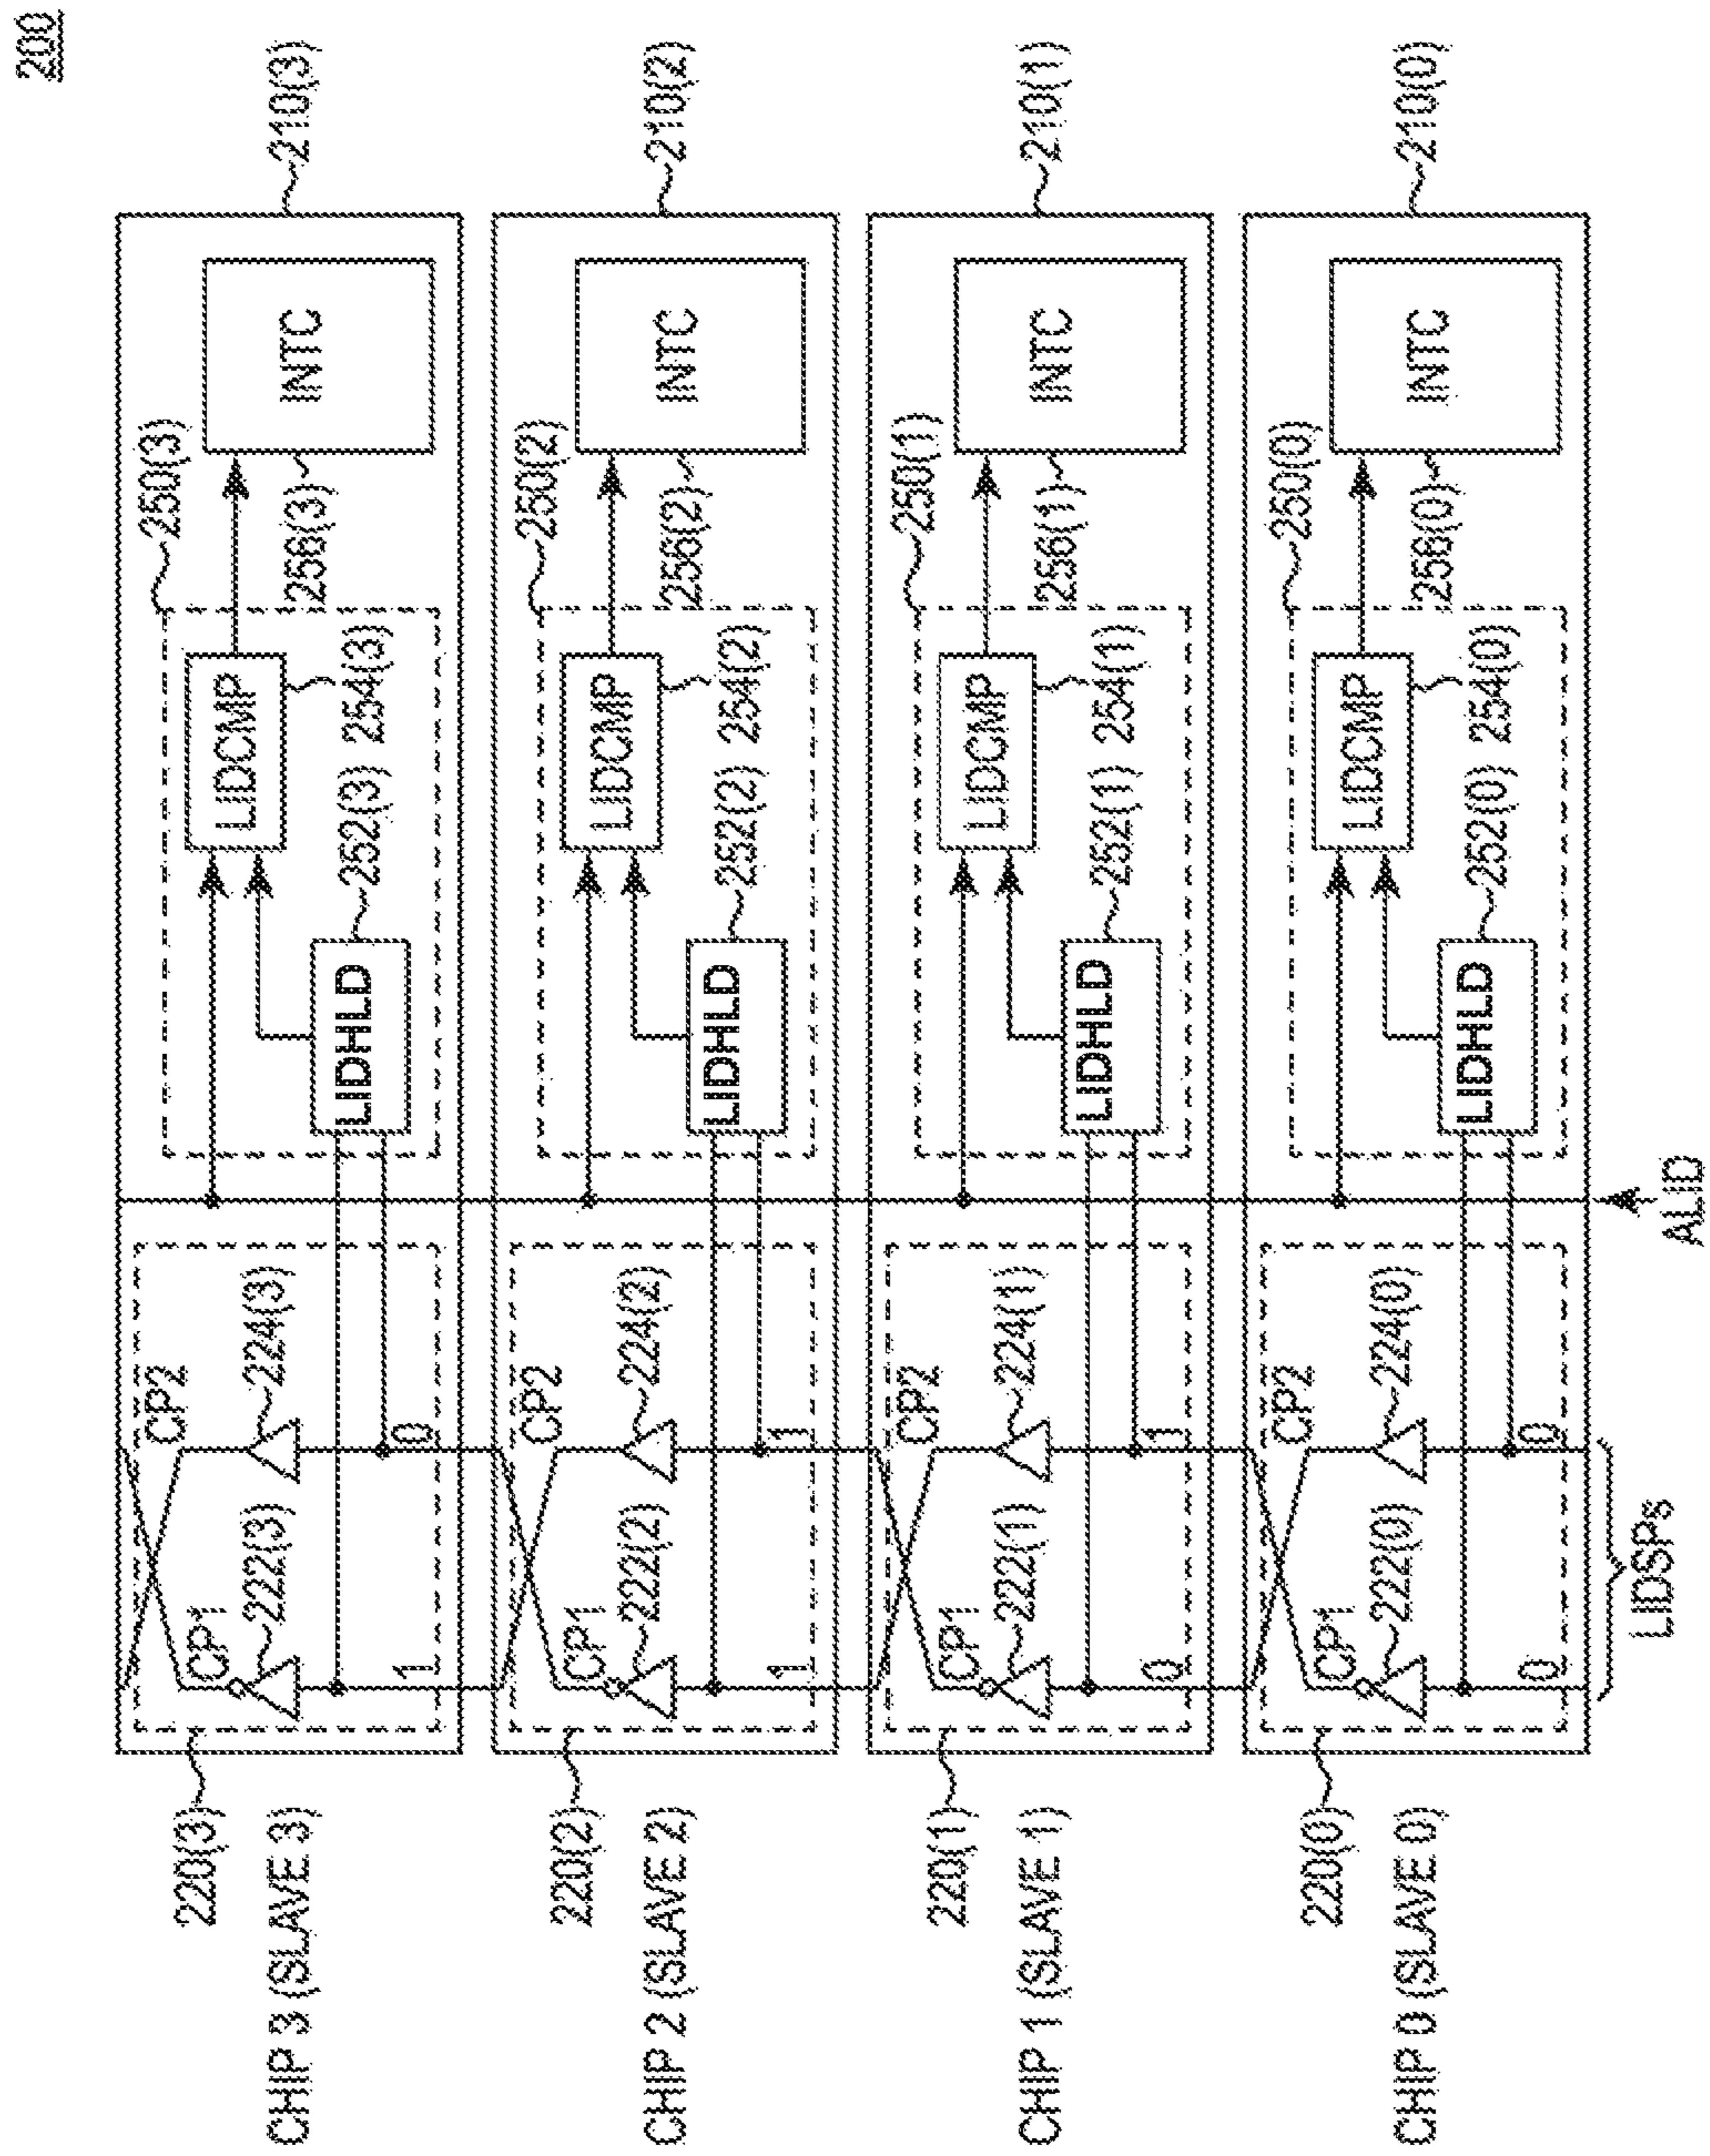 200
CHIP 3 (SLAVE 3)
220(3)
CP1
222(3)
CP2
224(3)
1
0
LIDHLD
252(3)
LIDCMP
254(3)
250(3)
256(3)
INTC
210(3)
CHIP 2 (SLAVE 2)
220(2)
CP1
222(2)
CP2
224(2)
1
1
LIDHLD
252(2)
LIDCMP
254(2)
250(2)
256(2)
INTC
210(2)
CHIP 1 (SLAVE 1)
220(1)
CP1
222(1)
CP2
224(1)
0
1
LIDHLD
252(1)
LIDCMP
254(1)
250(1)
256(1)
INTC
210(1)
CHIP 0 (SLAVE 0)
220(0)
CP1
222(0)
CP2
224(0)
0
0
LIDHLD
252(0)
LIDCMP
254(0)
250(0)
256(0)
INTC
210(0)
LIDSPs
ALID